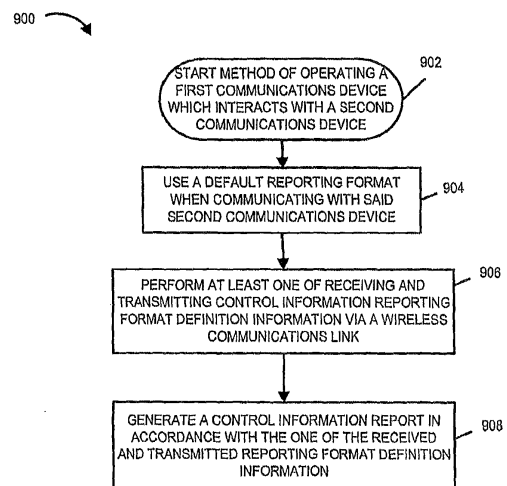 900
902
START METHOD OF OPERATING A
FIRST COMMUNICATIONS DEVICE
WHICH INTERACTS WITH A SECOND
COMMUNICATIONS DEVICE
904
USE A DEFAULT REPORTING FORMAT
WHEN COMMUNICATING WITH SAID
SECOND COMMUNICATIONS DEVICE
906
PERFORM AT LEAST ONE OF RECEIVING AND
TRANSMITTING CONTROL INFORMATION REPORTING
FORMAT DEFINITION INFORMATION VIA A WIRELESS
COMMUNICATIONS LINK
908
GENERATE A CONTROL INFORMATION REPORT IN
ACCORDANCE WITH THE ONE OF THE RECEIVED
AND TRANSMITTED REPORTING FORMAT DEFINITION
INFORMATION